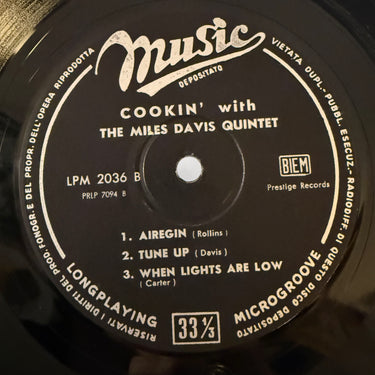 Music
DEPOSITATO
COOKIN' with
THE MILES DAVIS QUINTET
LPM 2036 B
PRLP 7094 B
BIEM
Prestige Records
1. AIREGIN (Rollins)
2. TUNE UP (Davis)
3. WHEN LIGHTS ARE LOW
(Carter)
LONGPLAYING
33 1/3
MICROGROOVE
RISERVATI I DIRITTI DEL PROD. FONOGR. E DEL PROPR. DELL'OPERA RIPRODOTTA
VIETATA DUPL.- PUBBL. ESECUZ.- RADIODIFF. DI QUESTO DISCO DEPOSITATO